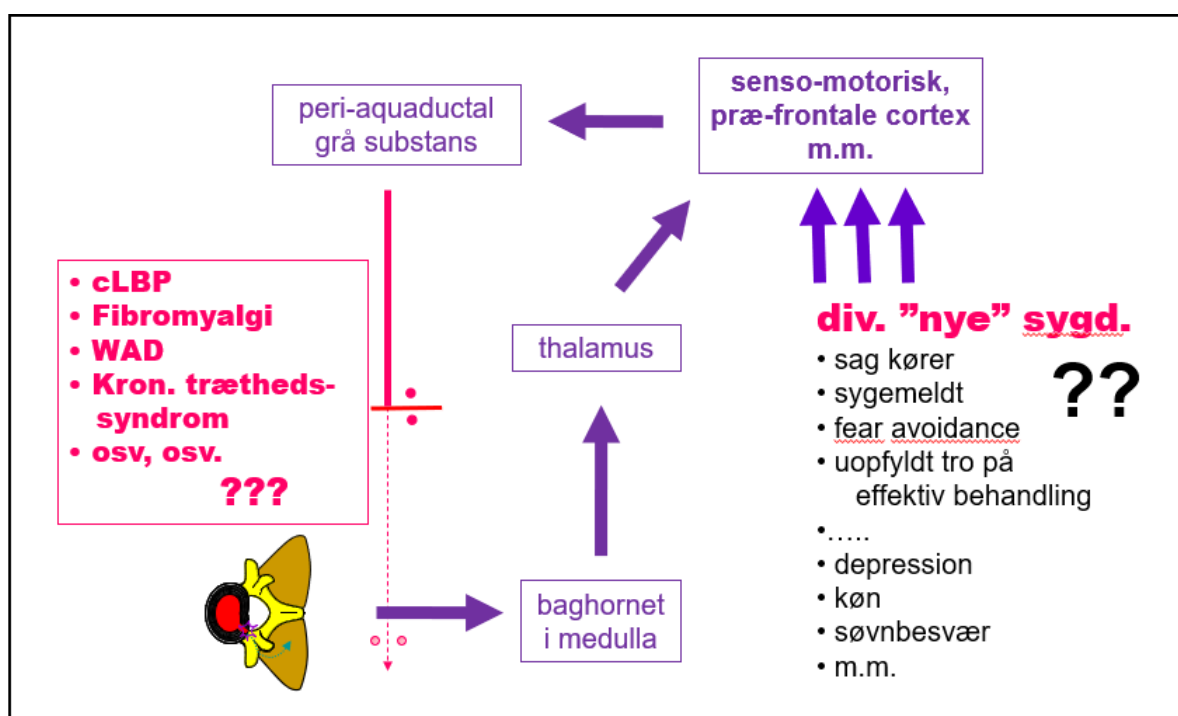 peri-aquaductal
grå substans
senso-motorisk,
præ-frontale cortex
m.m.
• cLBP
• Fibromyalgi
• WAD
• Kron. trætheds-
syndrom
• osv, osv.
???
thalamus
baghornet
i medulla
div. ”nye” sygd.
• sag kører
• sygemeldt
• fear avoidance
• uopfyldt tro på
effektiv behandling
•…..
• depression
• køn
• søvnbesvær
• m.m.
??